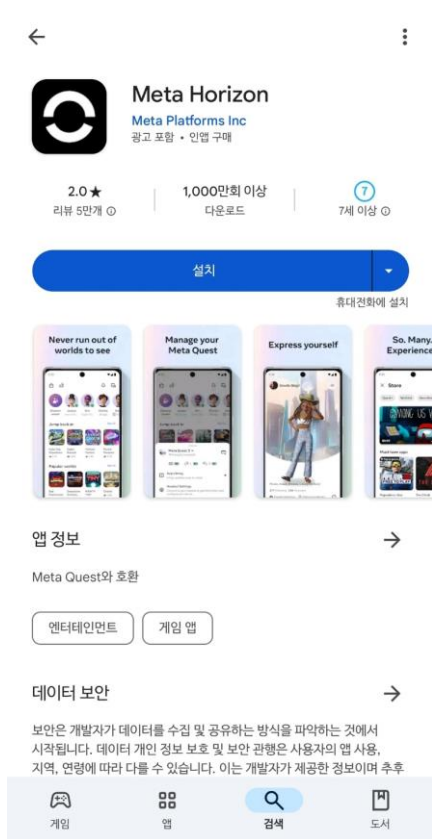 Meta Horizon
Meta Platforms Inc
광고 포함 • 인앱 구매
2.0★
리뷰 5만개 ⓘ
1,000만회 이상
다운로드
7
7세 이상 ⓘ
설치
휴대전화에 설치
Never run out of
worlds to see
Manage your
Meta Quest
Express yourself
So. Many.
Experience
Store
AMONG US V
앱 정보
Meta Quest와 호환
엔터테인먼트
게임 앱
데이터 보안
보안은 개발자가 데이터를 수집 및 공유하는 방식을 파악하는 것에서
시작됩니다. 데이터 개인 정보 보호 및 보안 관행은 사용자의 앱 사용,
지역, 연령에 따라 다를 수 있습니다. 이는 개발자가 제공한 정보이며 추후
게임
앱
검색
도서